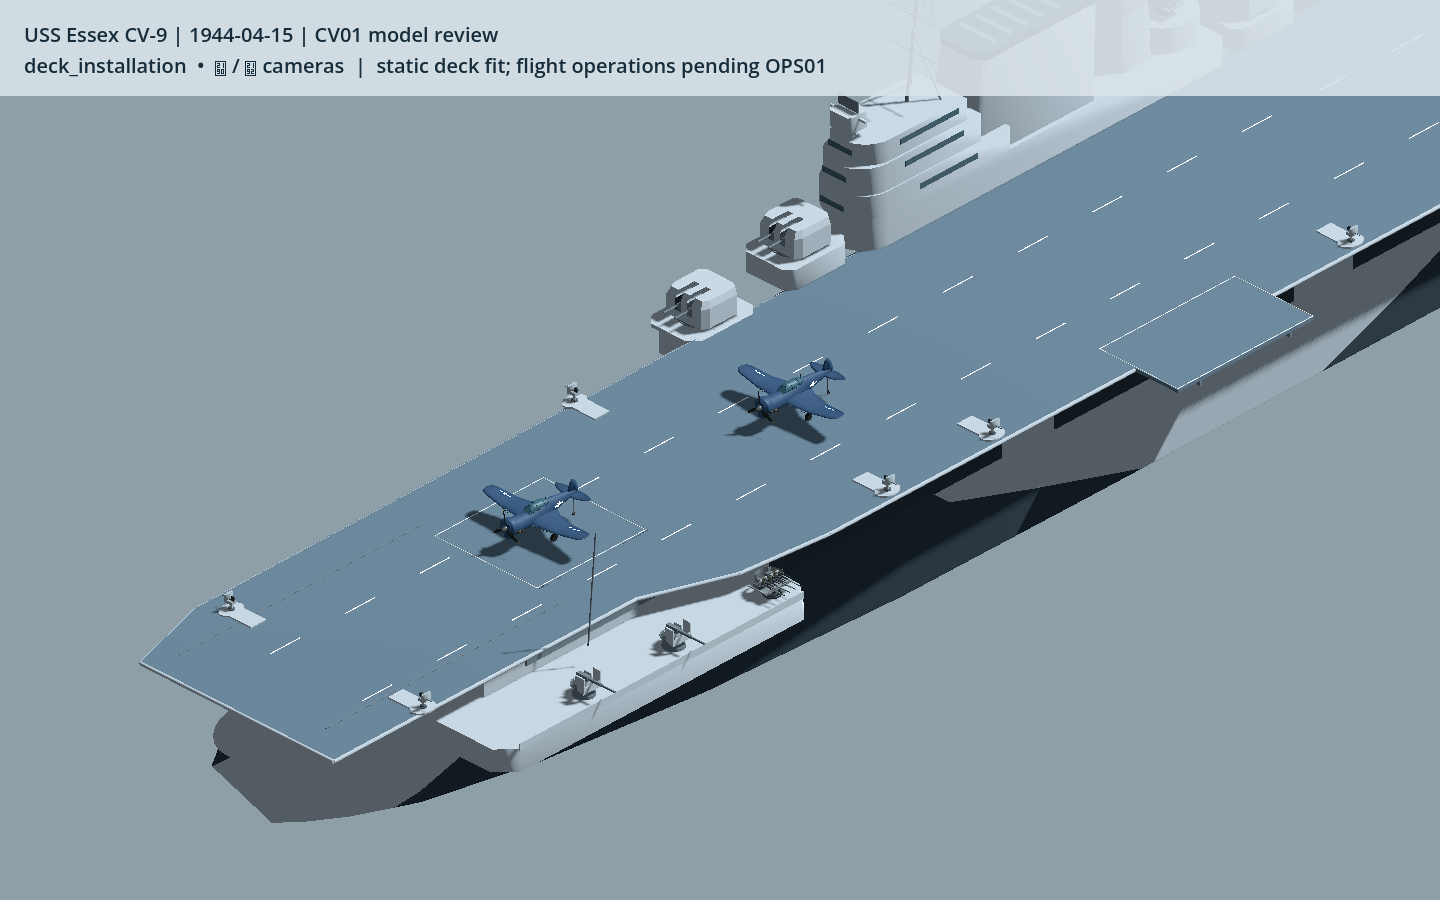 USS Essex CV-9 | 1944-04-15 | CV01 model review
deck_installation • / cameras | static deck fit; flight operations pending OPS01